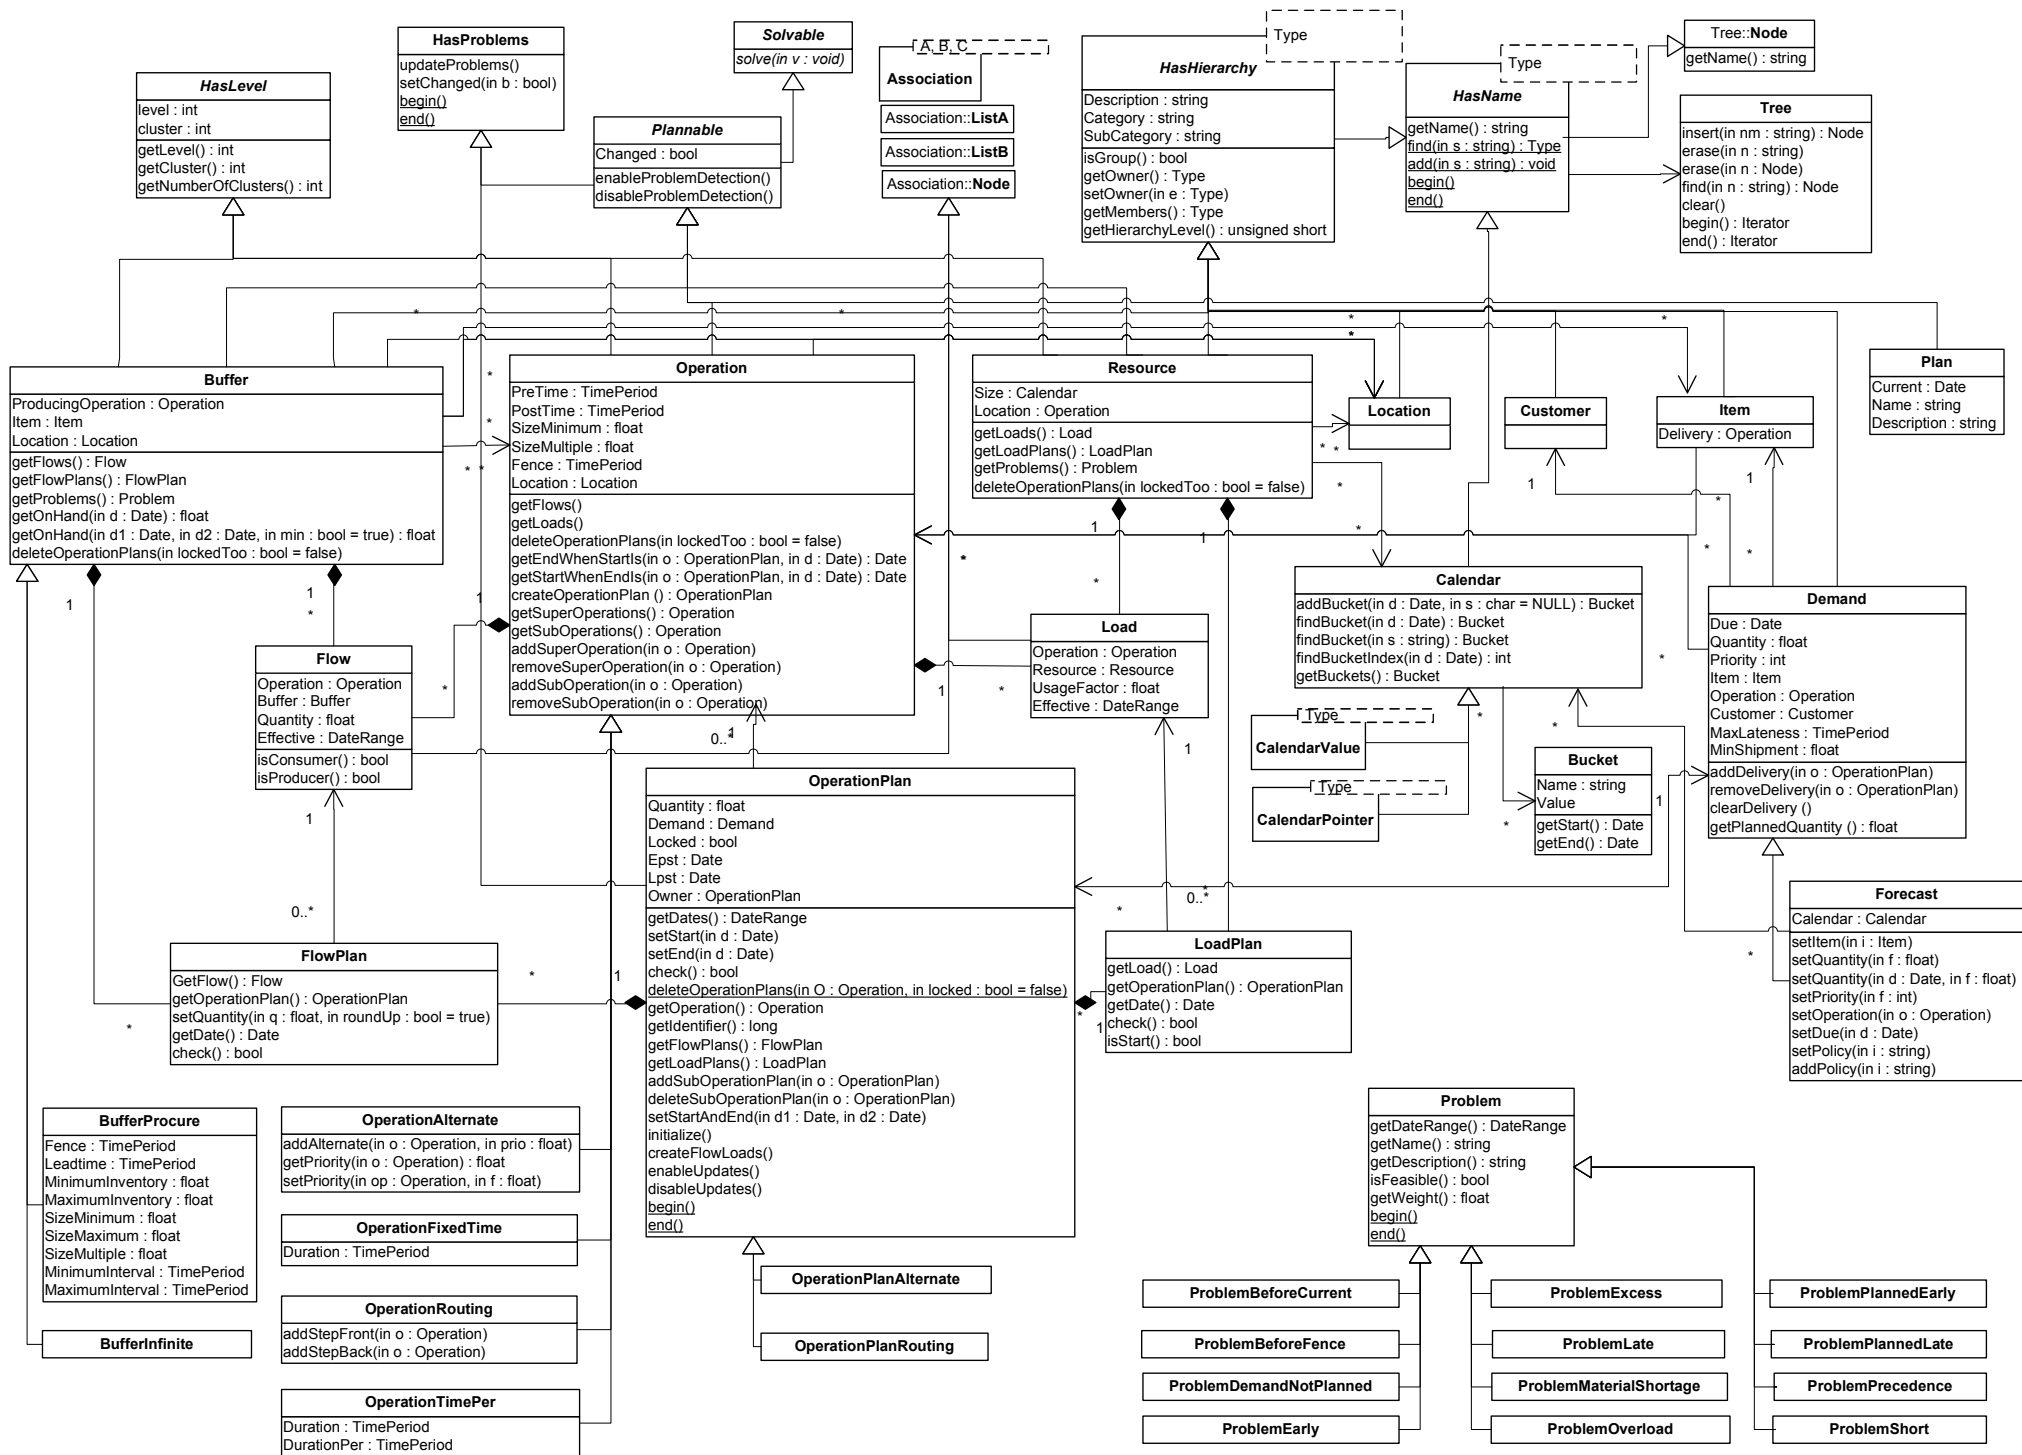 HasProblems
updateProblems()
setChanged(in b : bool)
begin()
end()
Solvable
solve(in v : void)
A, B, C
Association
Association::ListA
Association::ListB
Association::Node
Type
HasHierarchy
Description : string
Category : string
SubCategory : string
isGroup() : bool
getOwner() : Type
setOwner(in e : Type)
getMembers() : Type
getHierarchyLevel() : unsigned short
Type
HasName
getName() : string
find(in s : string) : Type
add(in s : string) : void
begin()
end()
Tree::Node
getName() : string
Tree
insert(in nm : string) : Node
erase(in n : string)
erase(in n : Node)
find(in n : string) : Node
clear()
begin() : Iterator
end() : Iterator
HasLevel
level : int
cluster : int
getLevel() : int
getCluster() : int
getNumberOfClusters() : int
Plannable
Changed : bool
enableProblemDetection()
disableProblemDetection()
Buffer
ProducingOperation : Operation
Item : Item
Location : Location
getFlows() : Flow
getFlowPlans() : FlowPlan
getProblems() : Problem
getOnHand(in d : Date) : float
getOnHand(in d1 : Date, in d2 : Date, in min : bool = true) : float
deleteOperationPlans(in lockedToo : bool = false)
Operation
PreTime : TimePeriod
PostTime : TimePeriod
SizeMinimum : float
SizeMultiple : float
Fence : TimePeriod
Location : Location
getFlows()
getLoads()
deleteOperationPlans(in lockedToo : bool = false)
getEndWhenStartIs(in o : OperationPlan, in d : Date) : Date
getStartWhenEndIs(in o : OperationPlan, in d : Date) : Date
createOperationPlan () : OperationPlan
getSuperOperations() : Operation
getSubOperations() : Operation
addSuperOperation(in o : Operation)
removeSuperOperation(in o : Operation)
addSubOperation(in o : Operation)
removeSubOperation(in o : Operation)
Resource
Size : Calendar
Location : Operation
getLoads() : Load
getLoadPlans() : LoadPlan
getProblems() : Problem
deleteOperationPlans(in lockedToo : bool = false)
Location
Customer
Item
Delivery : Operation
Plan
Current : Date
Name : string
Description : string
Calendar
addBucket(in d : Date, in s : char = NULL) : Bucket
findBucket(in d : Date) : Bucket
findBucket(in s : string) : Bucket
findBucketIndex(in d : Date) : int
getBuckets() : Bucket
Demand
Due : Date
Quantity : float
Priority : int
Item : Item
Operation : Operation
Customer : Customer
MaxLateness : TimePeriod
MinShipment : float
addDelivery(in o : OperationPlan)
removeDelivery(in o : OperationPlan)
clearDelivery ()
getPlannedQuantity () : float
Flow
Operation : Operation
Buffer : Buffer
Quantity : float
Effective : DateRange
isConsumer() : bool
isProducer() : bool
Load
Operation : Operation
Resource : Resource
UsageFactor : float
Effective : DateRange
Type
CalendarValue
Type
CalendarPointer
Bucket
Name : string
Value
getStart() : Date
getEnd() : Date
OperationPlan
Quantity : float
Demand : Demand
Locked : bool
Epst : Date
Lpst : Date
Owner : OperationPlan
getDates() : DateRange
setStart(in d : Date)
setEnd(in d : Date)
check() : bool
deleteOperationPlans(in O : Operation, in locked : bool = false)
getOperation() : Operation
getIdentifier() : long
getFlowPlans() : FlowPlan
getLoadPlans() : LoadPlan
addSubOperationPlan(in o : OperationPlan)
deleteSubOperationPlan(in o : OperationPlan)
setStartAndEnd(in d1 : Date, in d2 : Date)
initialize()
createFlowLoads()
enableUpdates()
disableUpdates()
begin()
end()
FlowPlan
GetFlow() : Flow
getOperationPlan() : OperationPlan
setQuantity(in q : float, in roundUp : bool = true)
getDate() : Date
check() : bool
LoadPlan
getLoad() : Load
getOperationPlan() : OperationPlan
getDate() : Date
check() : bool
isStart() : bool
Forecast
Calendar : Calendar
setItem(in i : Item)
setQuantity(in f : float)
setQuantity(in d : Date, in f : float)
setPriority(in f : int)
setOperation(in o : Operation)
setDue(in d : Date)
setPolicy(in i : string)
addPolicy(in i : string)
BufferProcure
Fence : TimePeriod
Leadtime : TimePeriod
MinimumInventory : float
MaximumInventory : float
SizeMinimum : float
SizeMaximum : float
SizeMultiple : float
MinimumInterval : TimePeriod
MaximumInterval : TimePeriod
BufferInfinite
OperationAlternate
addAlternate(in o : Operation, in prio : float)
getPriority(in o : Operation) : float
setPriority(in op : Operation, in f : float)
OperationFixedTime
Duration : TimePeriod
OperationRouting
addStepFront(in o : Operation)
addStepBack(in o : Operation)
OperationTimePer
Duration : TimePeriod
DurationPer : TimePeriod
OperationPlanAlternate
OperationPlanRouting
Problem
getDateRange() : DateRange
getName() : string
getDescription() : string
isFeasible() : bool
getWeight() : float
begin()
end()
ProblemBeforeCurrent
ProblemBeforeFence
ProblemDemandNotPlanned
ProblemEarly
ProblemExcess
ProblemLate
ProblemMaterialShortage
ProblemOverload
ProblemPlannedEarly
ProblemPlannedLate
ProblemPrecedence
ProblemShort
1
1
1
1
1
1
1
1
1
1
1
1
1
1
0..*
0..*
0..*